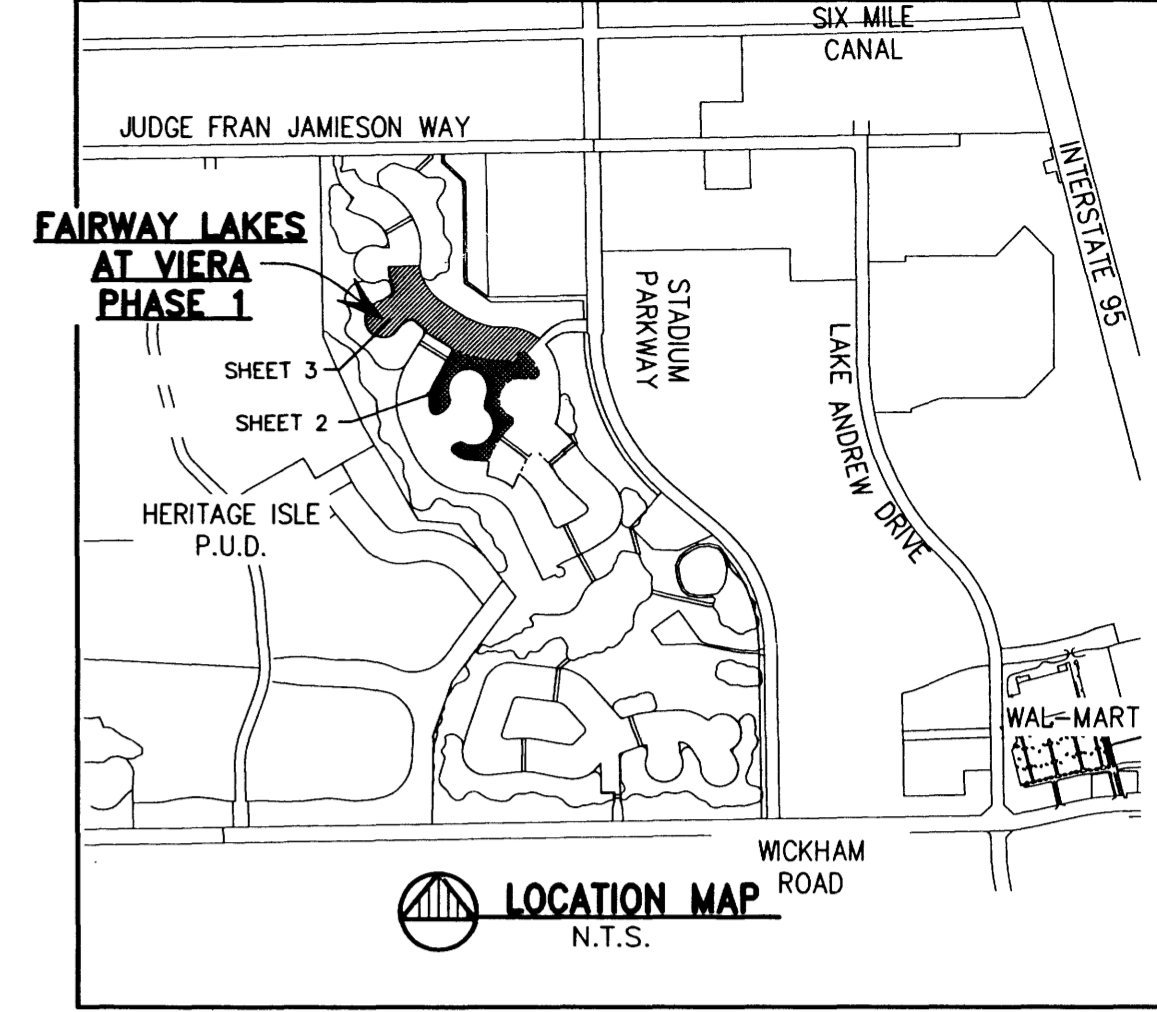 SIX MILE
CANAL
JUDGE FRAN JAMIESON WAY
INTERSTATE 95
FAIRWAY LAKES
AT VIERA
PHASE 1
STADIUM
PARKWAY
LAKE ANDREW DRIVE
SHEET 3
SHEET 2
HERITAGE ISLE
P.U.D.
WAL-MART
WICKHAM
ROAD
LOCATION MAP
N.T.S.